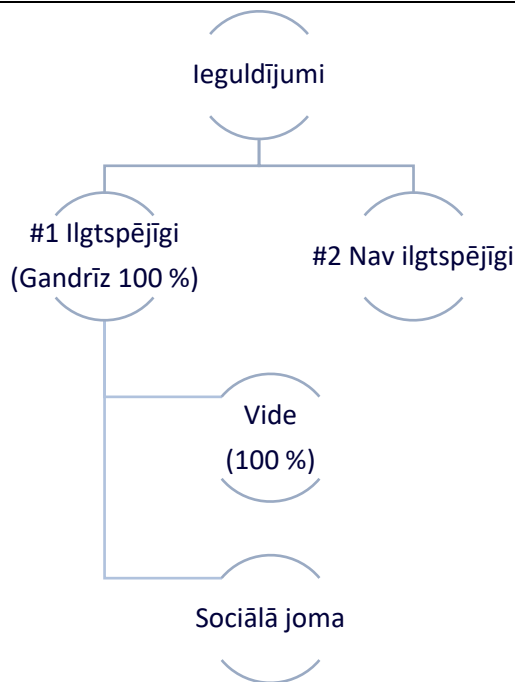 Ieguldījumi
#1 Ilgtspējīgi
(Gandrīz 100 %)
#2 Nav ilgtspējīgi
Vide
(100 %)
Sociālā joma